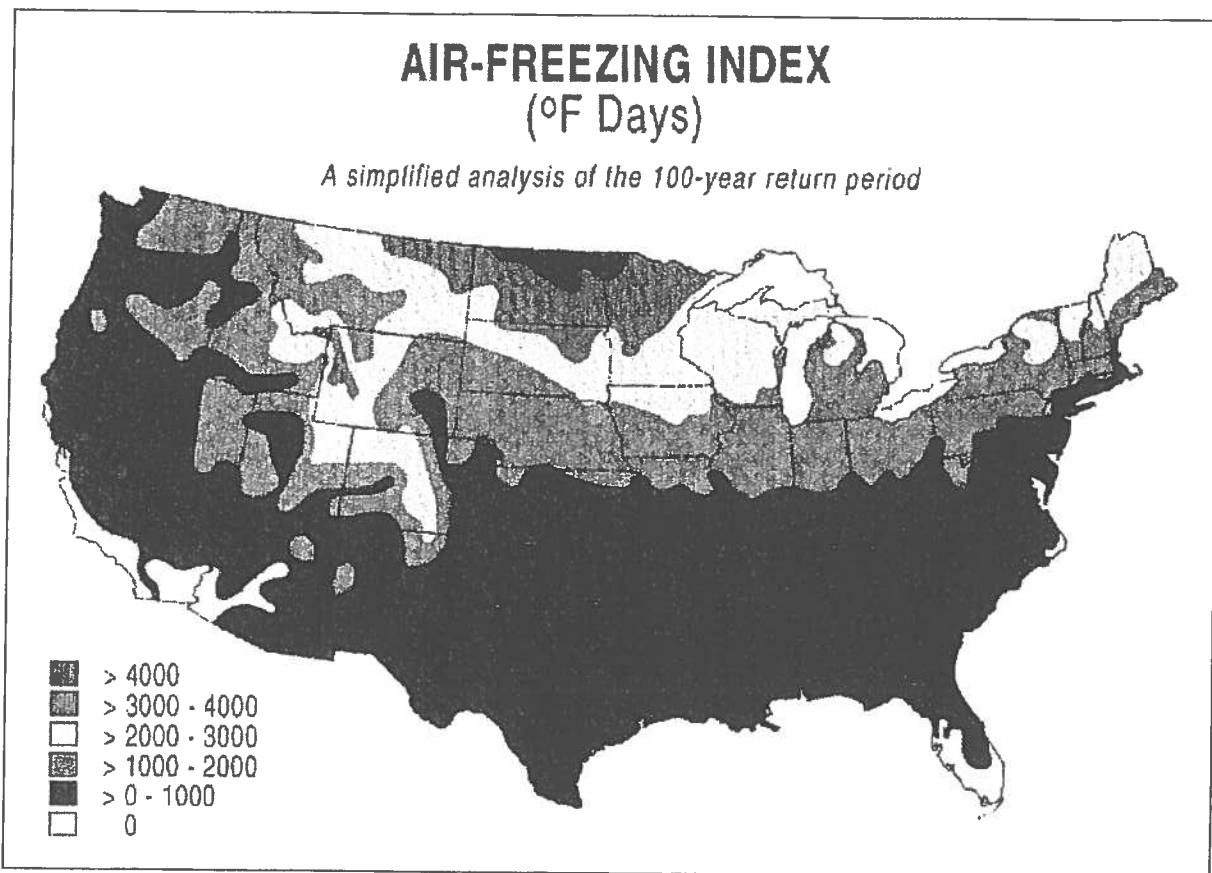 AIR-FREEZING INDEX
(°F Days)
A simplified analysis of the 100-year return period
> 4000
> 3000 - 4000
> 2000 - 3000
> 1000 - 2000
> 0 - 1000
0